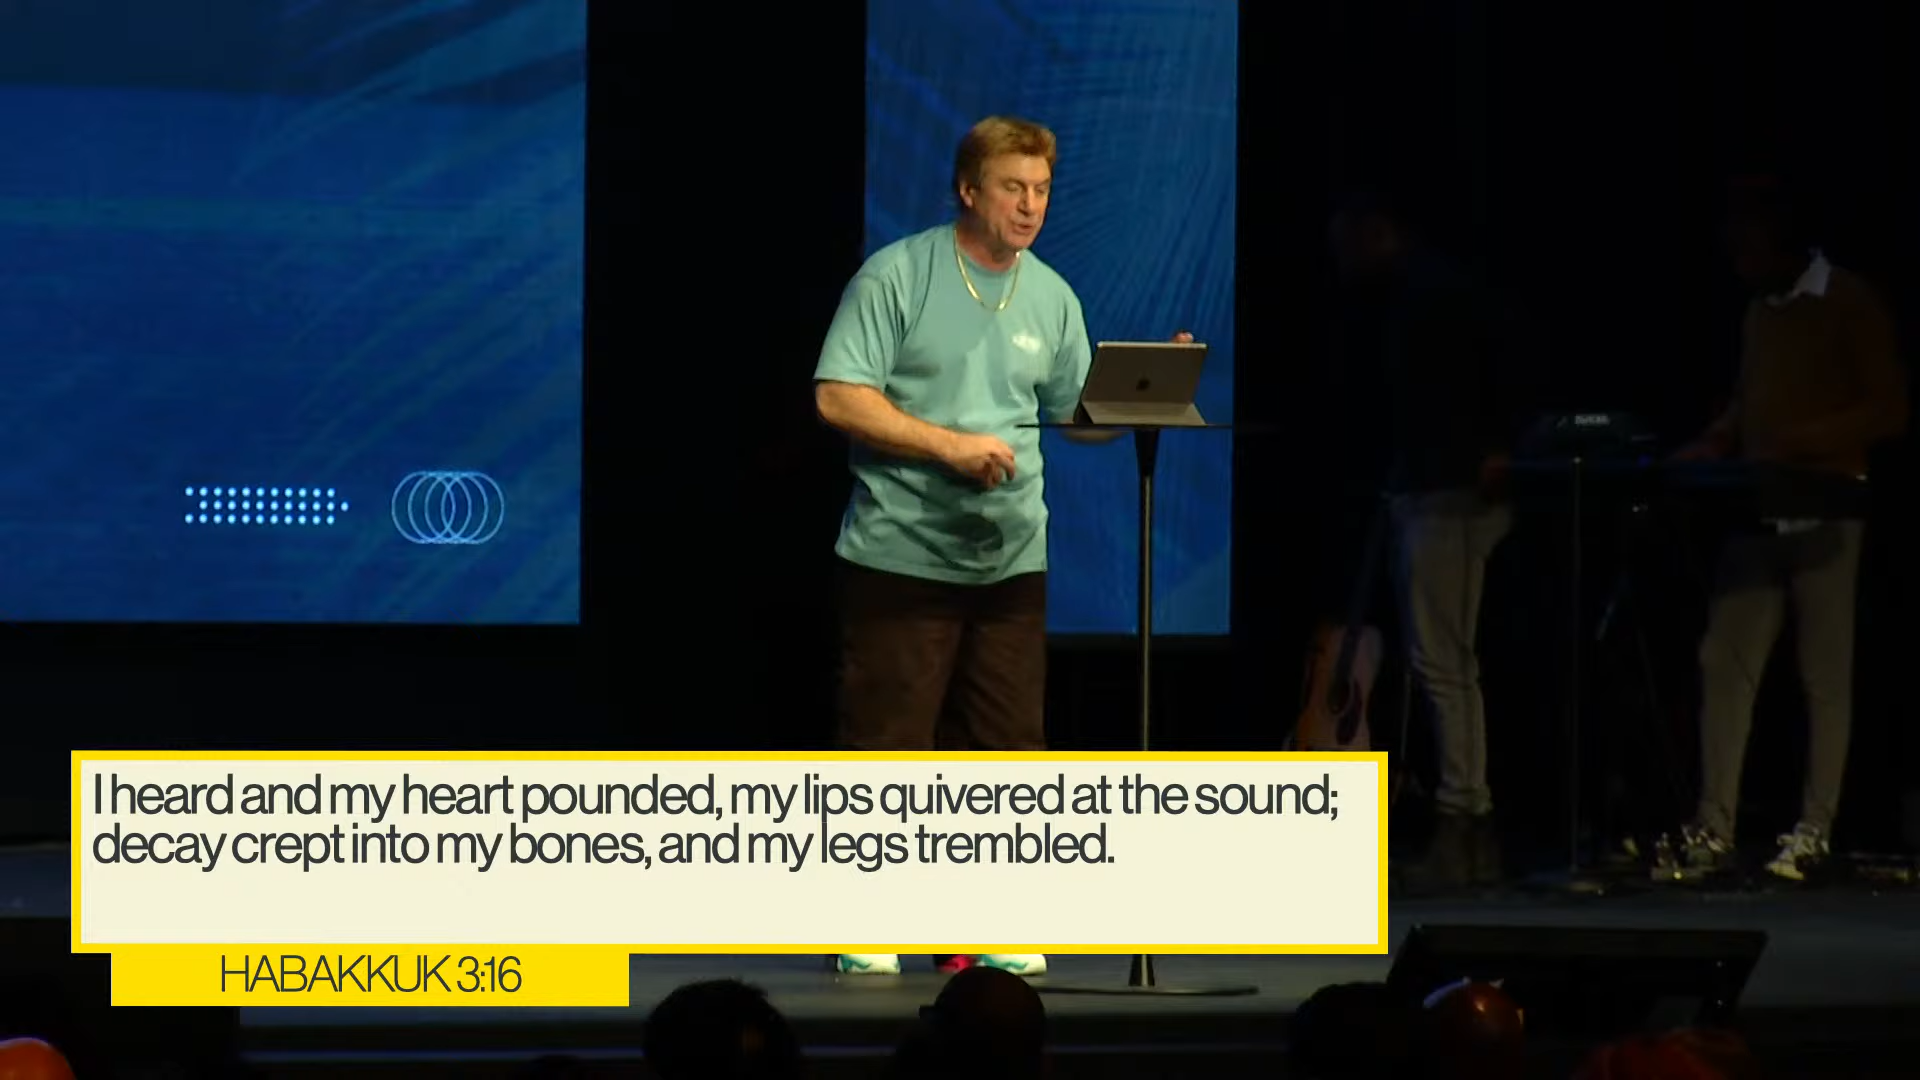 I heard and my heart pounded, my lips quivered at the sound;
decay crept into my bones, and my legs trembled.
HABAKKUK 3:16